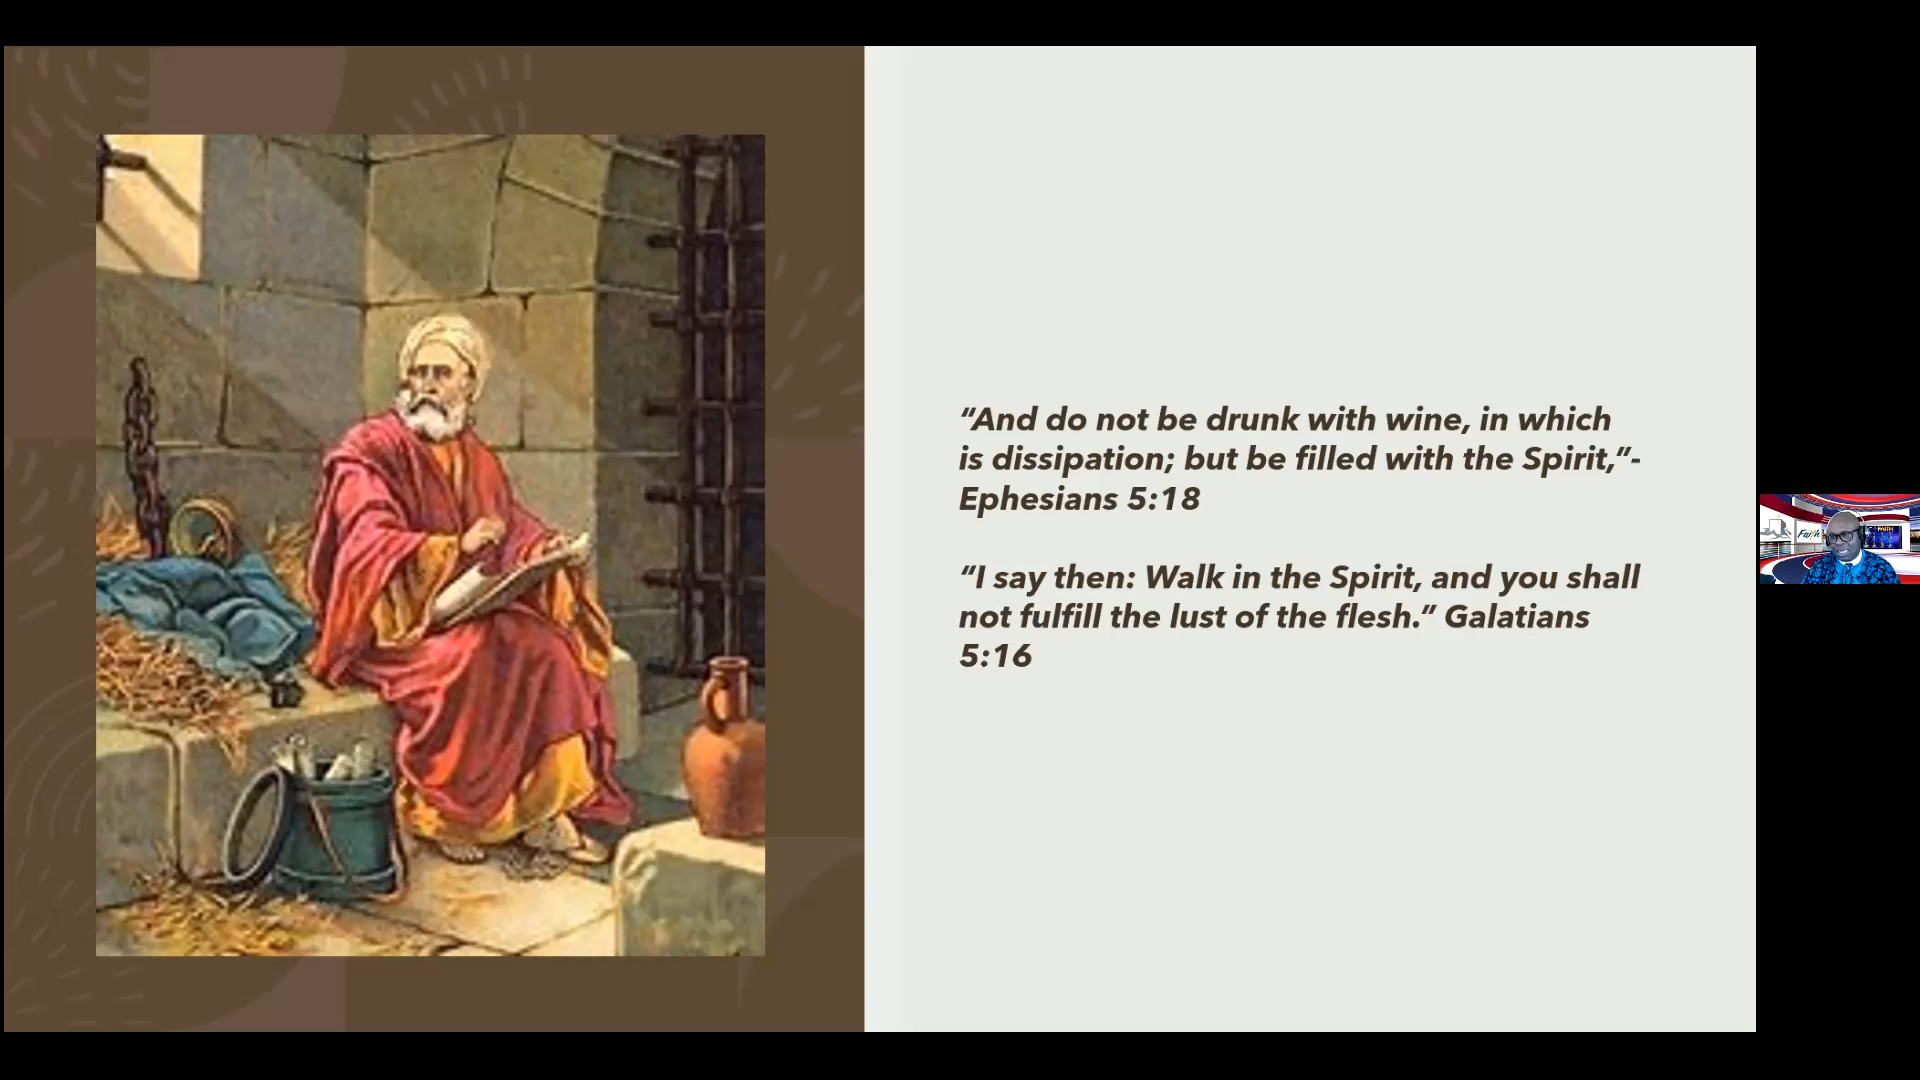 “And do not be drunk with wine, in which
is dissipation; but be filled with the Spirit,”-
Ephesians 5:18
“I say then: Walk in the Spirit, and you shall
not fulfill the lust of the flesh.” Galatians
5:16
Faith
FAITH